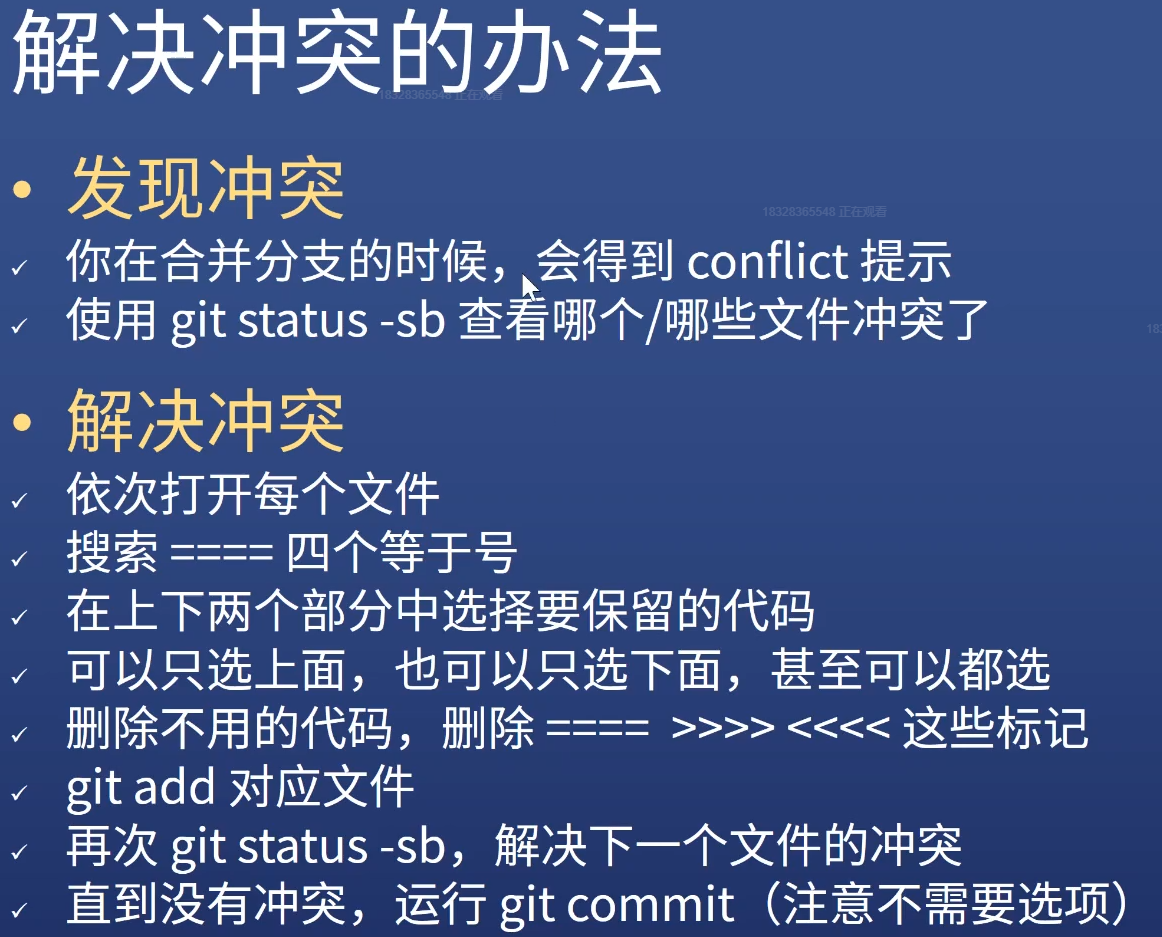 解决冲突的办法
18328365548 正在观看
• 发现冲突
18328365548 正在观看
✓ 你在合并分支的时候，会得到 conflict 提示
✓ 使用 git status -sb 查看哪个/哪些文件冲突了
• 解决冲突
✓ 依次打开每个文件
✓ 搜索 ==== 四个等于号
✓ 在上下两个部分中选择要保留的代码
✓ 可以只选上面，也可以只选下面，甚至可以都选
✓ 删除不用的代码，删除 ==== >>>> <<<< 这些标记
✓ git add 对应文件
✓ 再次 git status -sb，解决下一个文件的冲突
✓ 直到没有冲突，运行 git commit（注意不需要选项）